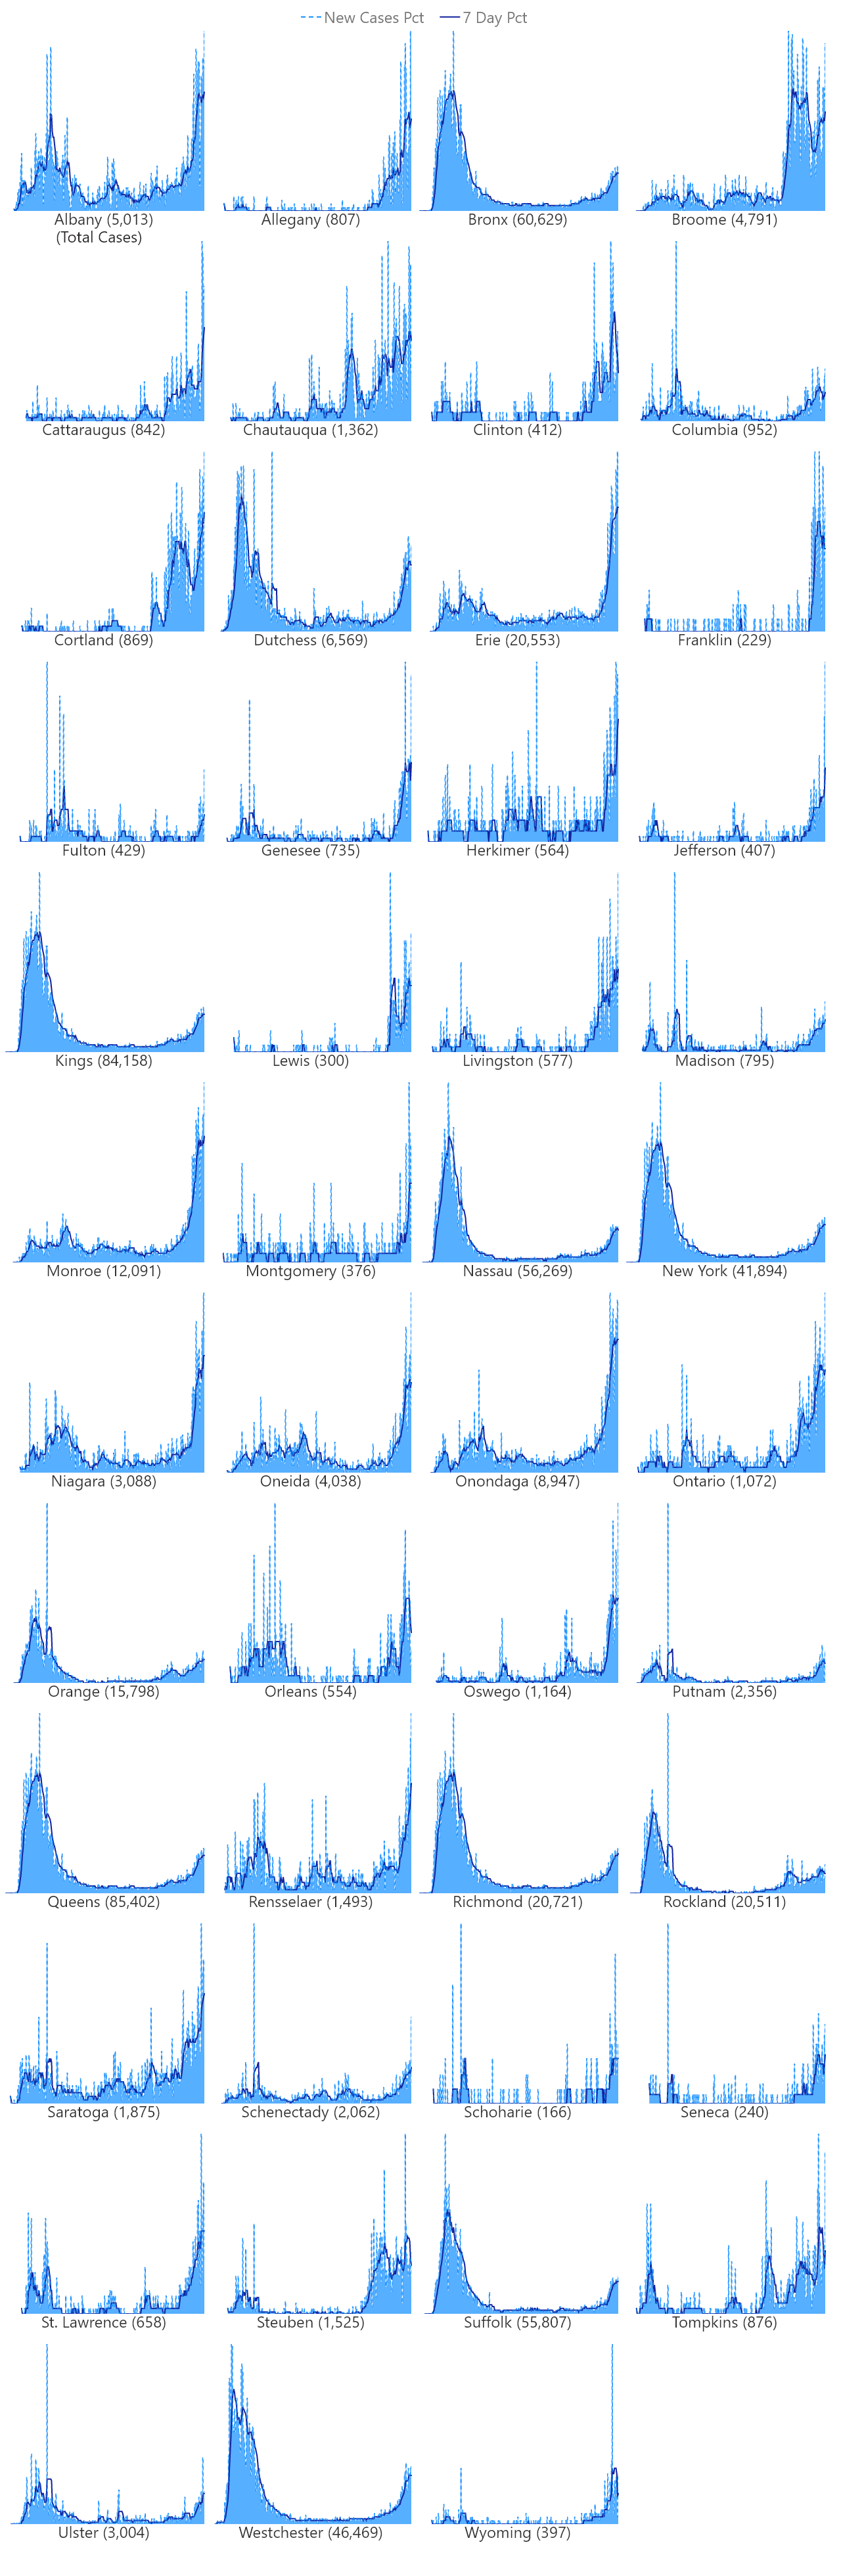 New Cases Pct 7 Day Pct
Albany (5,013) Allegany (807) Bronx (60,629) Broome (4,791)
(Total Cases)
Cattaraugus (842) Chautauqua (1,362) Clinton (412) Columbia (952)
Cortland (869) Dutchess (6,569) Erie (20,553) Franklin (229)
Fulton (429) Genesee (735) Herkimer (564) Jefferson (407)
Kings (84,158) Lewis (300) Livingston (577) Madison (795)
Monroe (12,091) Montgomery (376) Nassau (56,269) New York (41,894)
Niagara (3,088) Oneida (4,038) Onondaga (8,947) Ontario (1,072)
Orange (15,798) Orleans (554) Oswego (1,164) Putnam (2,356)
Queens (85,402) Rensselaer (1,493) Richmond (20,721) Rockland (20,511)
Saratoga (1,875) Schenectady (2,062) Schoharie (166) Seneca (240)
St. Lawrence (658) Steuben (1,525) Suffolk (55,807) Tompkins (876)
Ulster (3,004) Westchester (46,469) Wyoming (397)